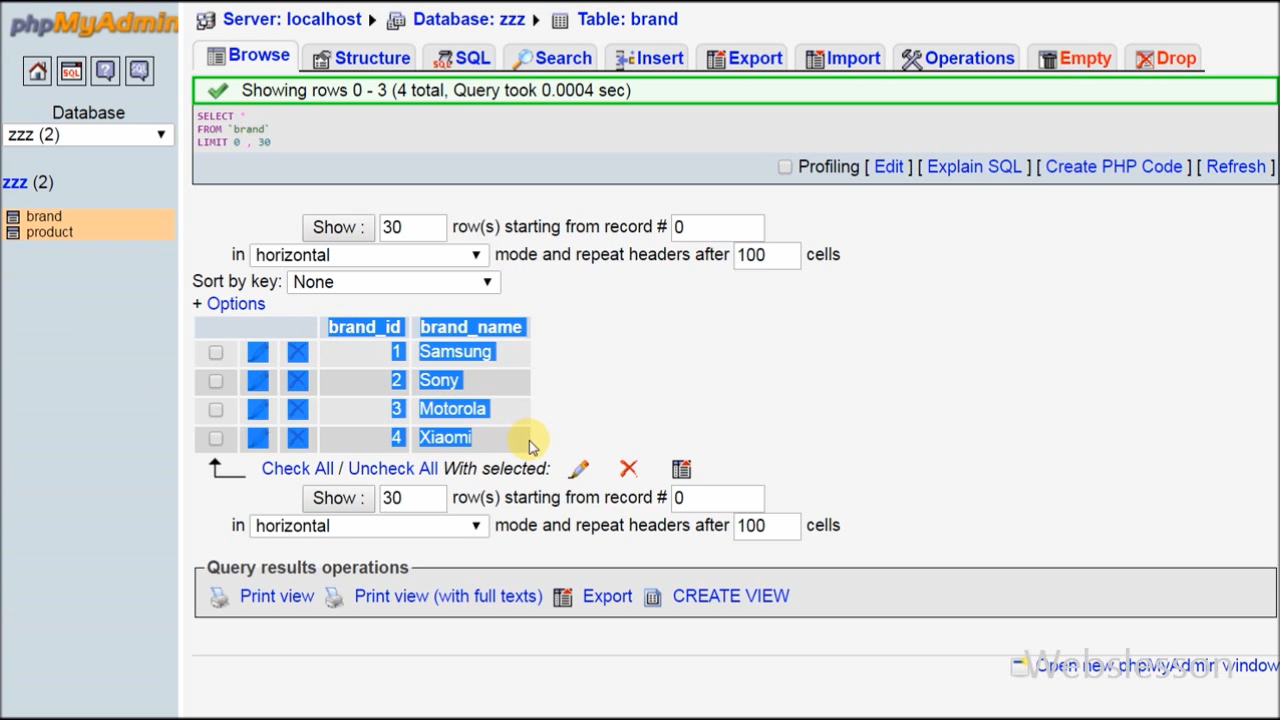 phpMyAdmin
Server: localhost Database: zzz Table: brand
Browse Structure SQL Search Insert Export Import Operations Empty Drop
SQL
Database
zzz (2)
zzz (2)
brand
product
Showing rows 0 - 3 (4 total, Query took 0.0004 sec)
SELECT *
FROM `brand`
LIMIT 0 , 30
Profiling [ Edit ] [ Explain SQL ] [ Create PHP Code ] [ Refresh ]
Show : 30 row(s) starting from record # 0
in horizontal mode and repeat headers after 100 cells
Sort by key: None
+ Options
brand_id brand_name
1 Samsung
2 Sony
3 Motorola
4 Xiaomi
Check All / Uncheck All With selected:
Show : 30 row(s) starting from record # 0
in horizontal mode and repeat headers after 100 cells
Query results operations
Print view Print view (with full texts) Export CREATE VIEW
Open new phpMyAdmin window
Webslesson